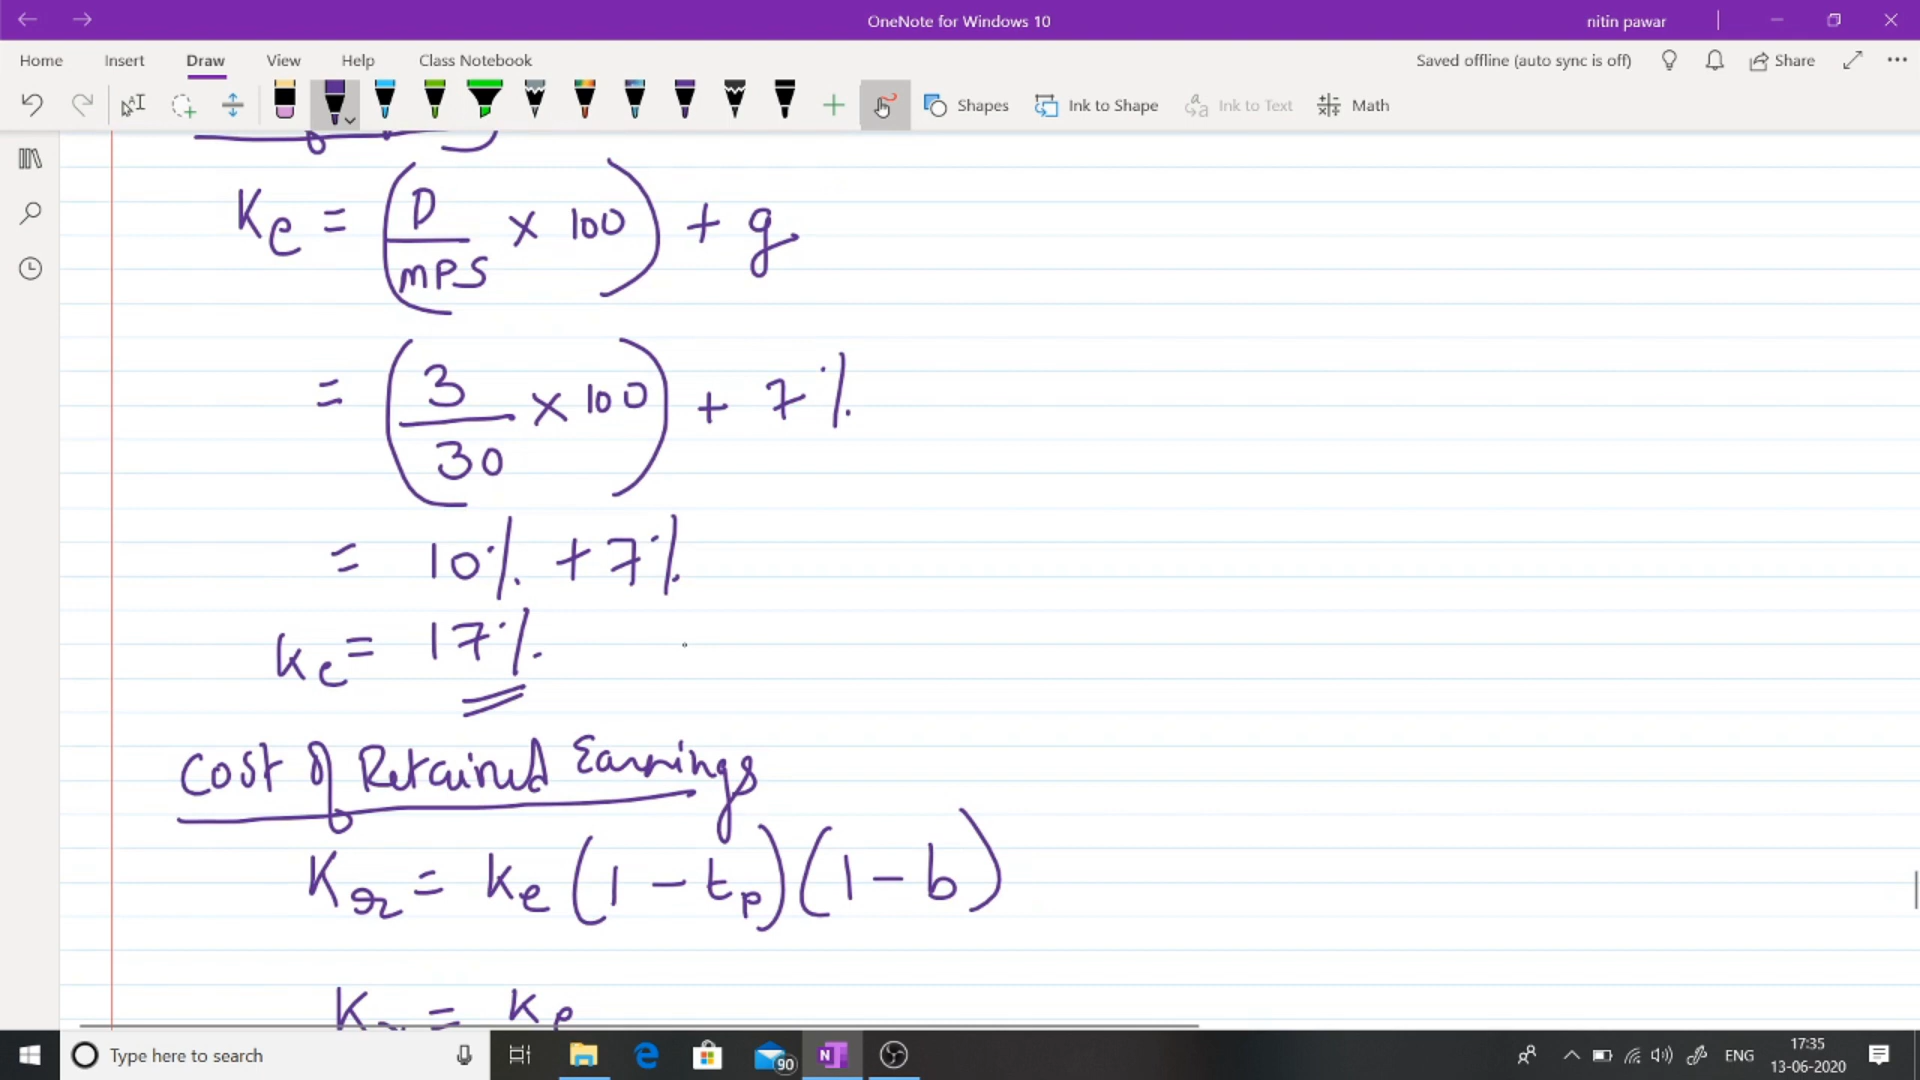 OneNote for Windows 10
nitin pawar
Home Insert Draw View Help Class Notebook
Saved offline (auto sync is off) Share
Shapes Ink to Shape Ink to Text Math
Ke = (D/mPS × 100) + g
= (3/30 × 100) + 7%
= 10% + 7%
ke = 17%
Cost of Retained Earnings
Kr = ke (1 - tp)(1 - b)
Kr = ke
Type here to search
90
ENG
17:35
13-06-2020